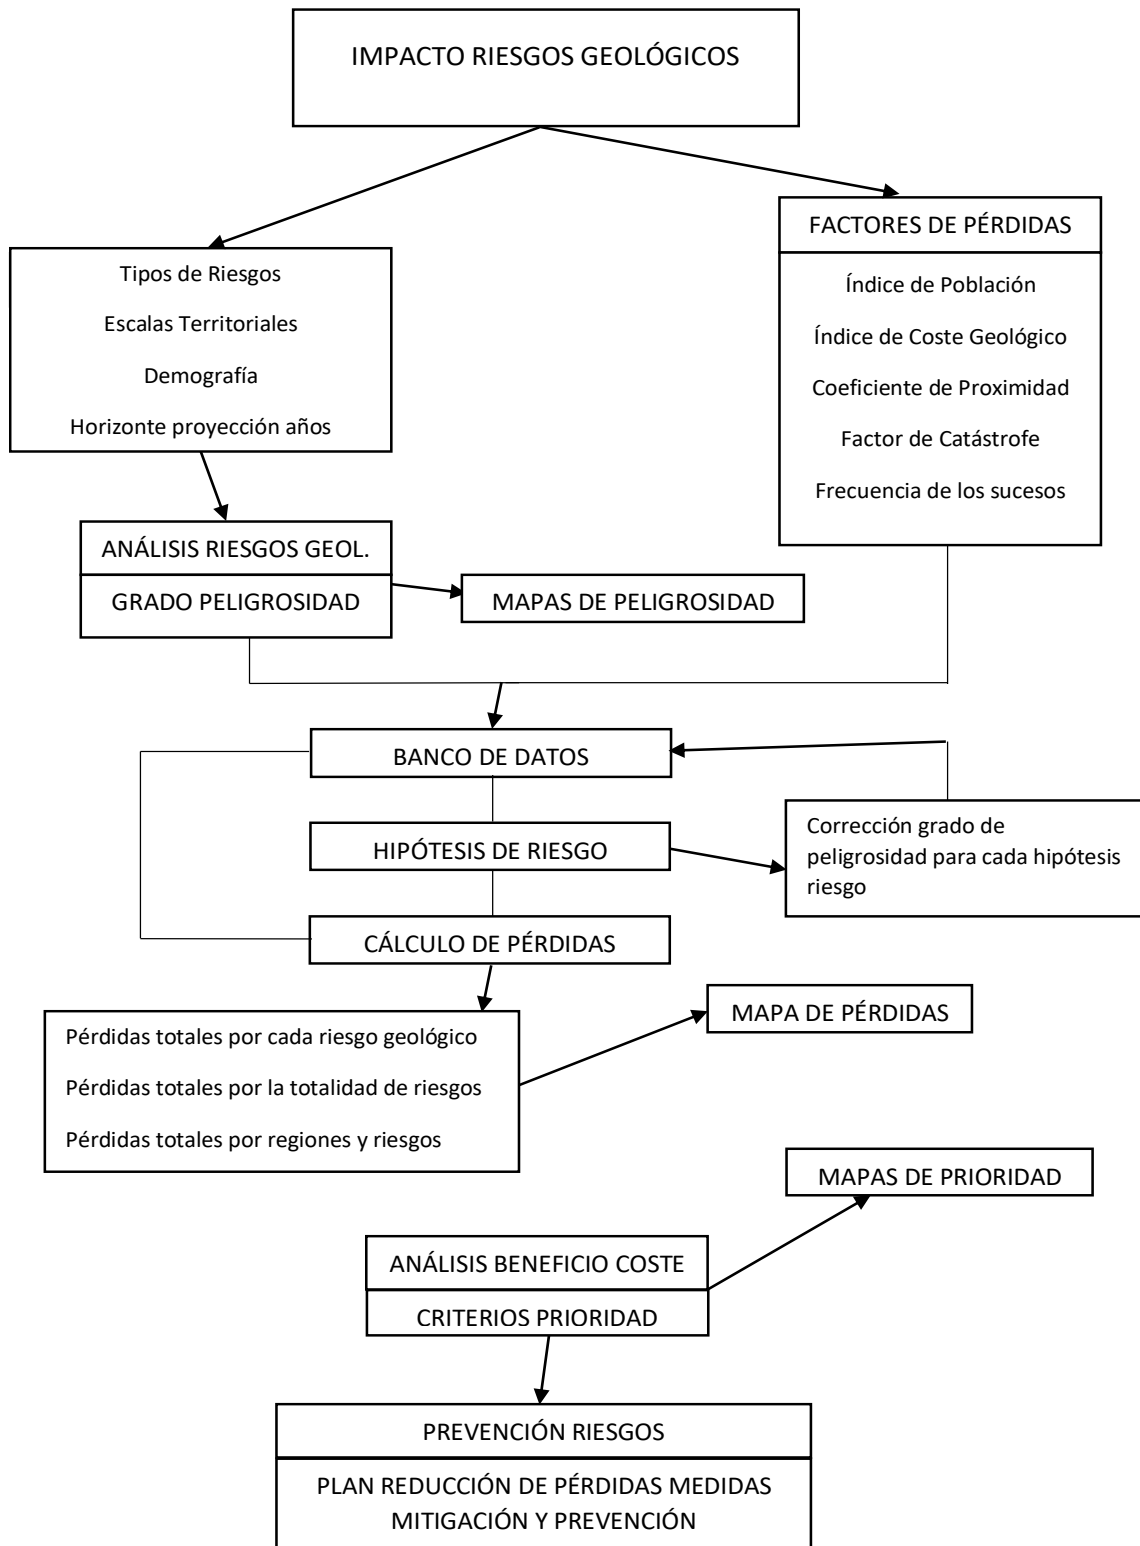 IMPACTO RIESGOS GEOLÓGICOS
Tipos de Riesgos
Escalas Territoriales
Demografía
Horizonte proyección años
FACTORES DE PÉRDIDAS
Índice de Población
Índice de Coste Geológico
Coeficiente de Proximidad
Factor de Catástrofe
Frecuencia de los sucesos
ANÁLISIS RIESGOS GEOL.
GRADO PELIGROSIDAD
MAPAS DE PELIGROSIDAD
BANCO DE DATOS
HIPÓTESIS DE RIESGO
Corrección grado de
peligrosidad para cada hipótesis
riesgo
CÁLCULO DE PÉRDIDAS
Pérdidas totales por cada riesgo geológico
Pérdidas totales por la totalidad de riesgos
Pérdidas totales por regiones y riesgos
MAPA DE PÉRDIDAS
MAPAS DE PRIORIDAD
ANÁLISIS BENEFICIO COSTE
CRITERIOS PRIORIDAD
PREVENCIÓN RIESGOS
PLAN REDUCCIÓN DE PÉRDIDAS MEDIDAS
MITIGACIÓN Y PREVENCIÓN